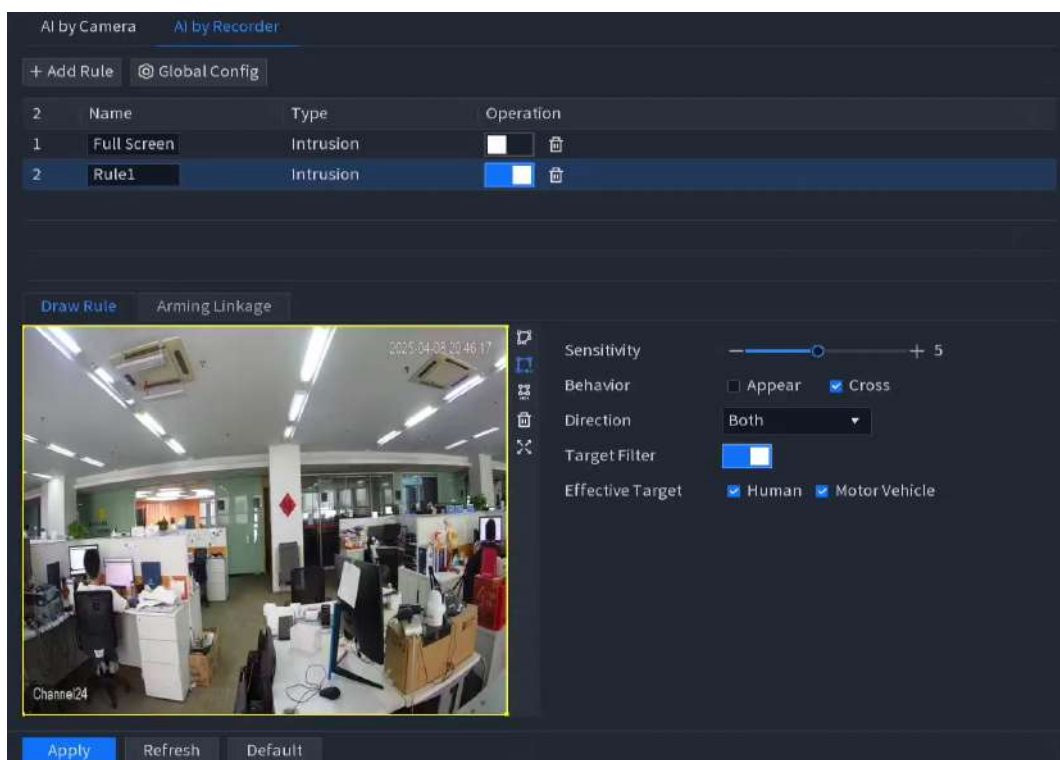 AI by Camera AI by Recorder
+ Add Rule Global Config
2 Name Type Operation
1 Full Screen Intrusion
2 Rule1 Intrusion
Draw Rule Arming Linkage
2025-04-08 20:46:17
Sensitivity — + 5
Behavior Appear Cross
Direction Both
Target Filter
Effective Target Human Motor Vehicle
Channel24
Apply Refresh Default